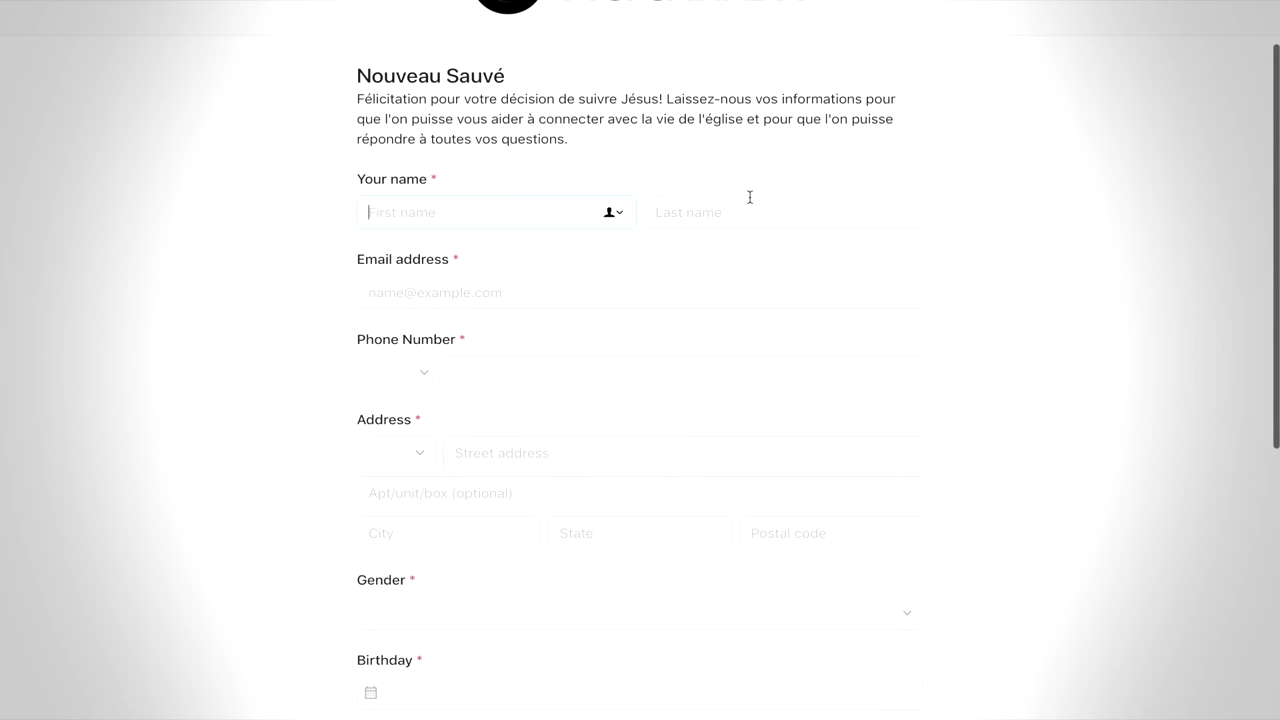 Nouveau Sauvé
Félicitation pour votre décision de suivre Jésus! Laissez-nous vos informations pour
que l'on puisse vous aider à connecter avec la vie de l'église et pour que l'on puisse
répondre à toutes vos questions.
Your name *
First name Last name
Email address *
name@example.com
Phone Number *
Address *
Street address
Apt/unit/box (optional)
City State Postal code
Gender *
Birthday *